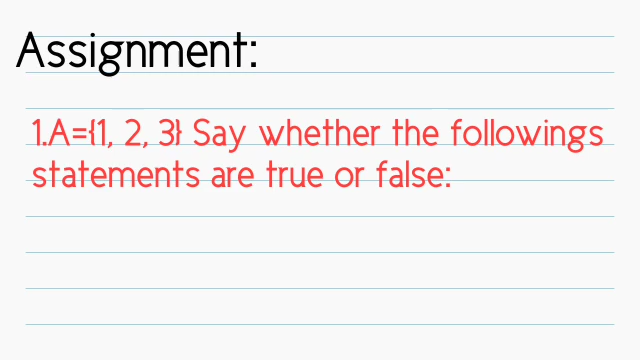 Assignment:
1.A={1, 2, 3} Say whether the followings
statements are true or false: